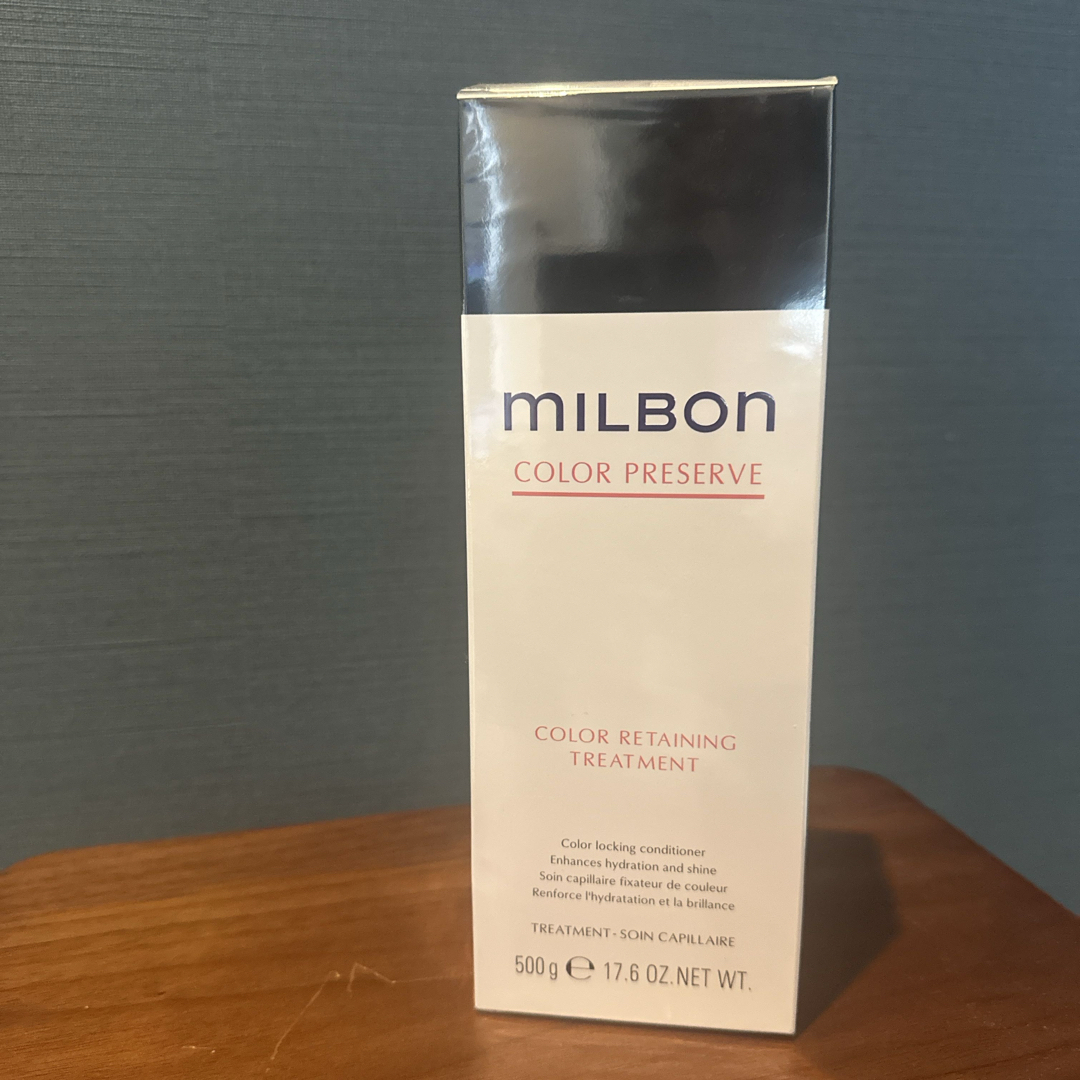 MILBON
COLOR PRESERVE
COLOR RETAINING
TREATMENT
Color locking conditioner
Enhances hydration and shine
Soin capillaire fixateur de couleur
Renforce l'hydratation et la brillance
TREATMENT - SOIN CAPILLAIRE
500 g ℮ 17.6 OZ. NET WT.